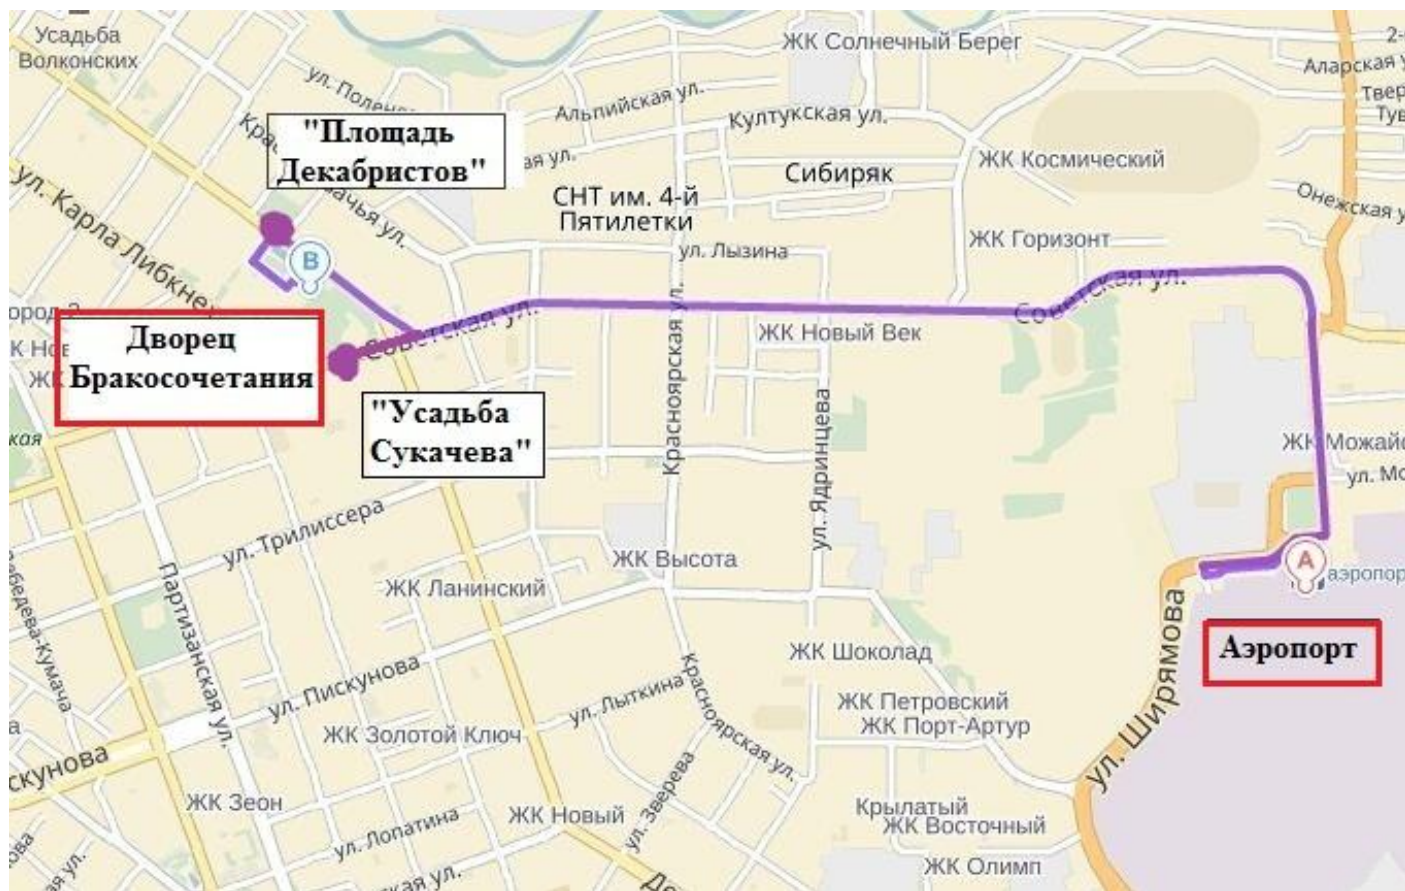 Усадьба
Волконских
ЖК Солнечный Берег
Аларская
Альпийская ул.
Култукская ул.
"Площадь
Декабристов"
ул.
ЖК Космический
Сибиряк
СНТ им. 4-й
Пятилетки
Онежская у
ул. Карла Либкнех
ЖК Горизонт
ул. Лызина
B
Советская ул.
Советская ул.
ЖК Новый Век
Дворец
Бракосочетания
"Усадьба
Сукачева"
Красноярская ул.
ул. Ядринцева
ЖК Можайс
ул. Мо
ул. Трилиссера
ЖК Высота
A
аэропор
ЖК Ланинский
Партизанская ул.
Аэропорт
ул. Ширямова
ЖК Шоколад
ул. Пискунова
ул. Лыткина
Красноярская ул.
ЖК Петровский
ЖК Порт-Артур
ЖК Золотой Ключ
скунова
ул. Зверева
ЖК Зеон
ЖК Новый
Крылатый
ЖК Восточный
ул. Лопатина
ЖК Олимп